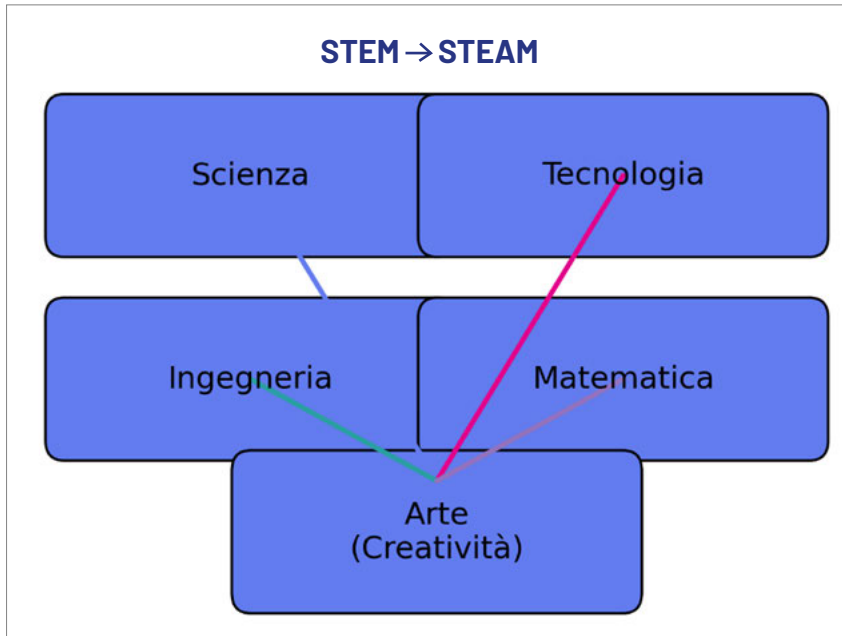 STEM → STEAM
Scienza
Tecnologia
Ingegneria
Matematica
Arte
(Creatività)